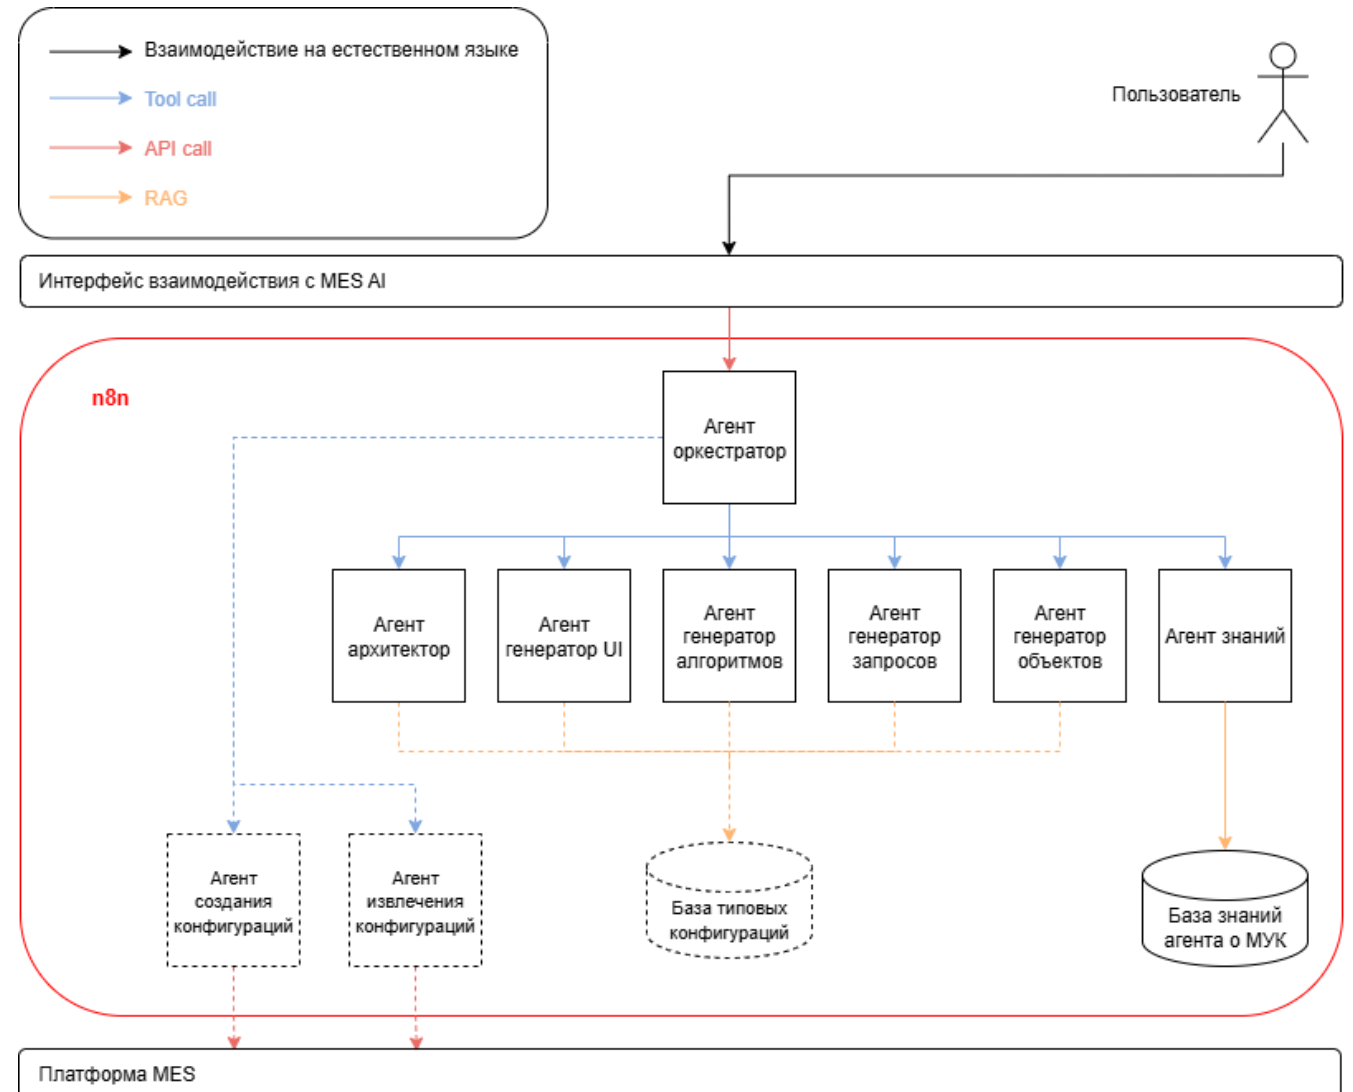 Взаимодействие на естественном языке
Tool call
API call
RAG
Пользователь
Интерфейс взаимодействия с MES AI
n8n
Агент
оркестратор
Агент
архитектор
Агент
генератор UI
Агент
генератор
алгоритмов
Агент
генератор
запросов
Агент
генератор
объектов
Агент знаний
Агент
создания
конфигураций
Агент
извлечения
конфигураций
База типовых
конфигураций
База знаний
агента о МУК
Платформа MES